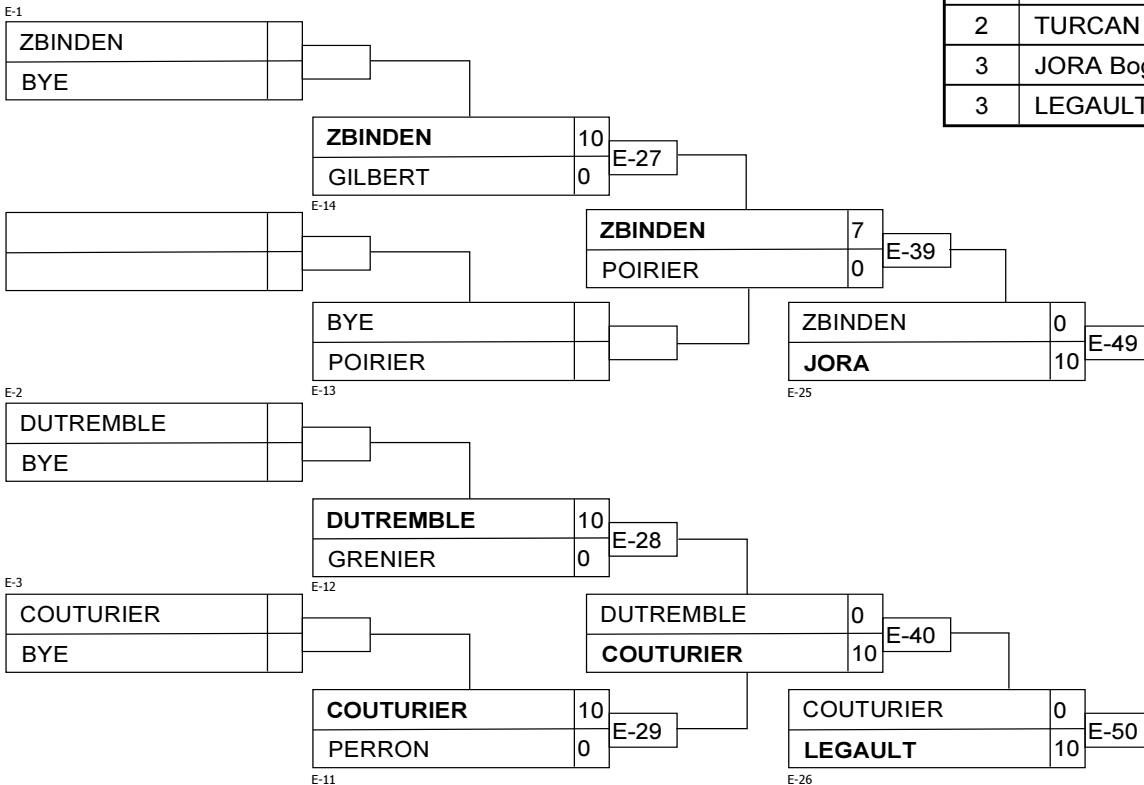 E-1
ZBINDEN
BYE
2 TURCAN
3 JORA Bog
3 LEGAULT
ZBINDEN 10
E-27
GILBERT 0
E-14
ZBINDEN 7
E-39
POIRIER 0
BYE
POIRIER
E-13
ZBINDEN 0
E-49
JORA 10
E-25
E-2
DUTREMBLE
BYE
DUTREMBLE 10
E-28
GRENIER 0
E-12
E-3
COUTURIER
BYE
DUTREMBLE 0
E-40
COUTURIER 10
COUTURIER 10
E-29
PERRON 0
E-11
COUTURIER 0
E-50
LEGAULT 10
E-26